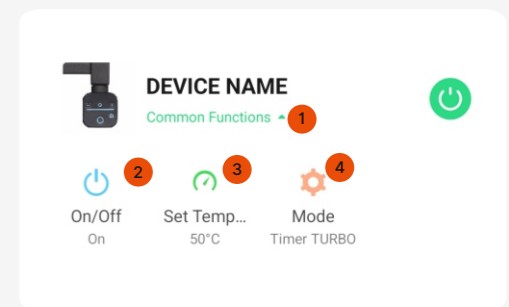 DEVICE NAME
Common Functions 1
2 3 4
On/Off Set Temp... Mode
On 50°C Timer TURBO